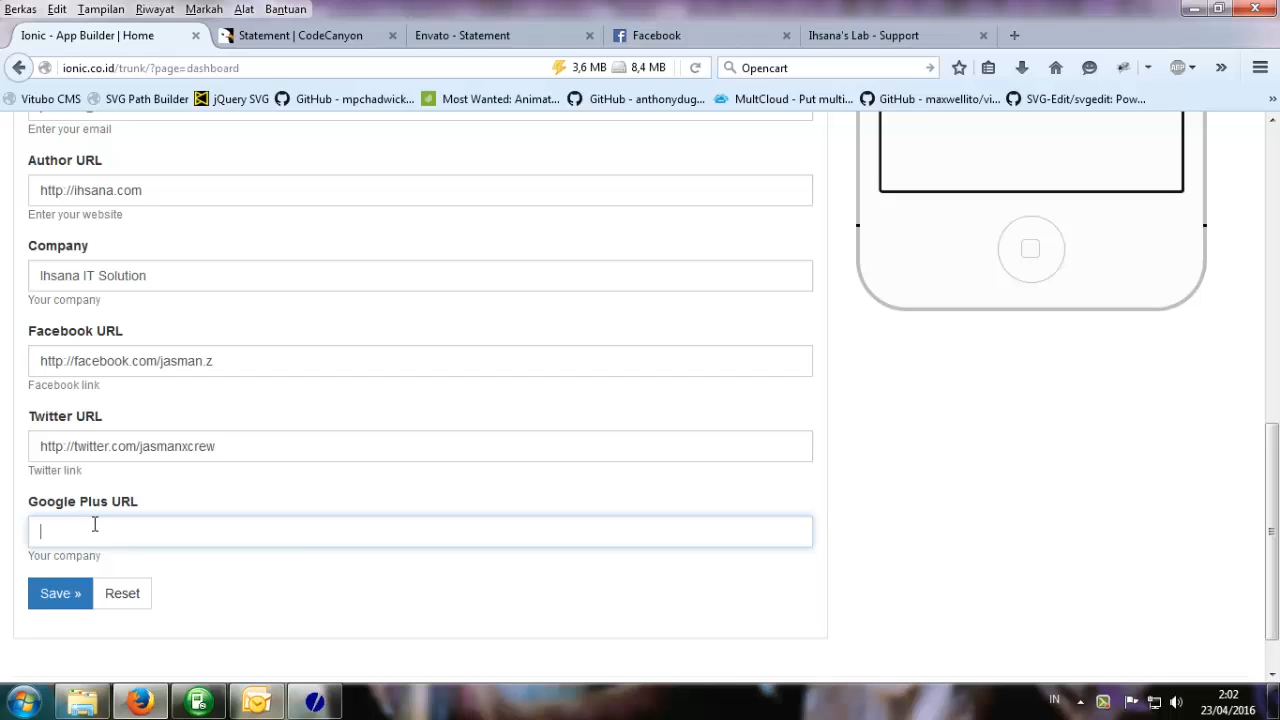 Berkas Edit Tampilan Riwayat Markah Alat Bantuan
Ionic - App Builder | Home
Statement | CodeCanyon
Envato - Statement
Facebook
Ihsana's Lab - Support
ionic.co.id/trunk/?page=dashboard
3,6 MB 8,4 MB
Opencart
ABP
Vitubo CMS
SVG Path Builder
jQuery SVG
GitHub - mpchadwick...
Most Wanted: Animat...
GitHub - anthonydug...
MultCloud - Put multi...
GitHub - maxwellito/vi...
SVG-Edit/svgedit: Pow...
Enter your email
Author URL
http://ihsana.com
Enter your website
Company
Ihsana IT Solution
Your company
Facebook URL
http://facebook.com/jasman.z
Facebook link
Twitter URL
http://twitter.com/jasmanxcrew
Twitter link
Google Plus URL
Your company
Save »
Reset
IN
2:02
23/04/2016